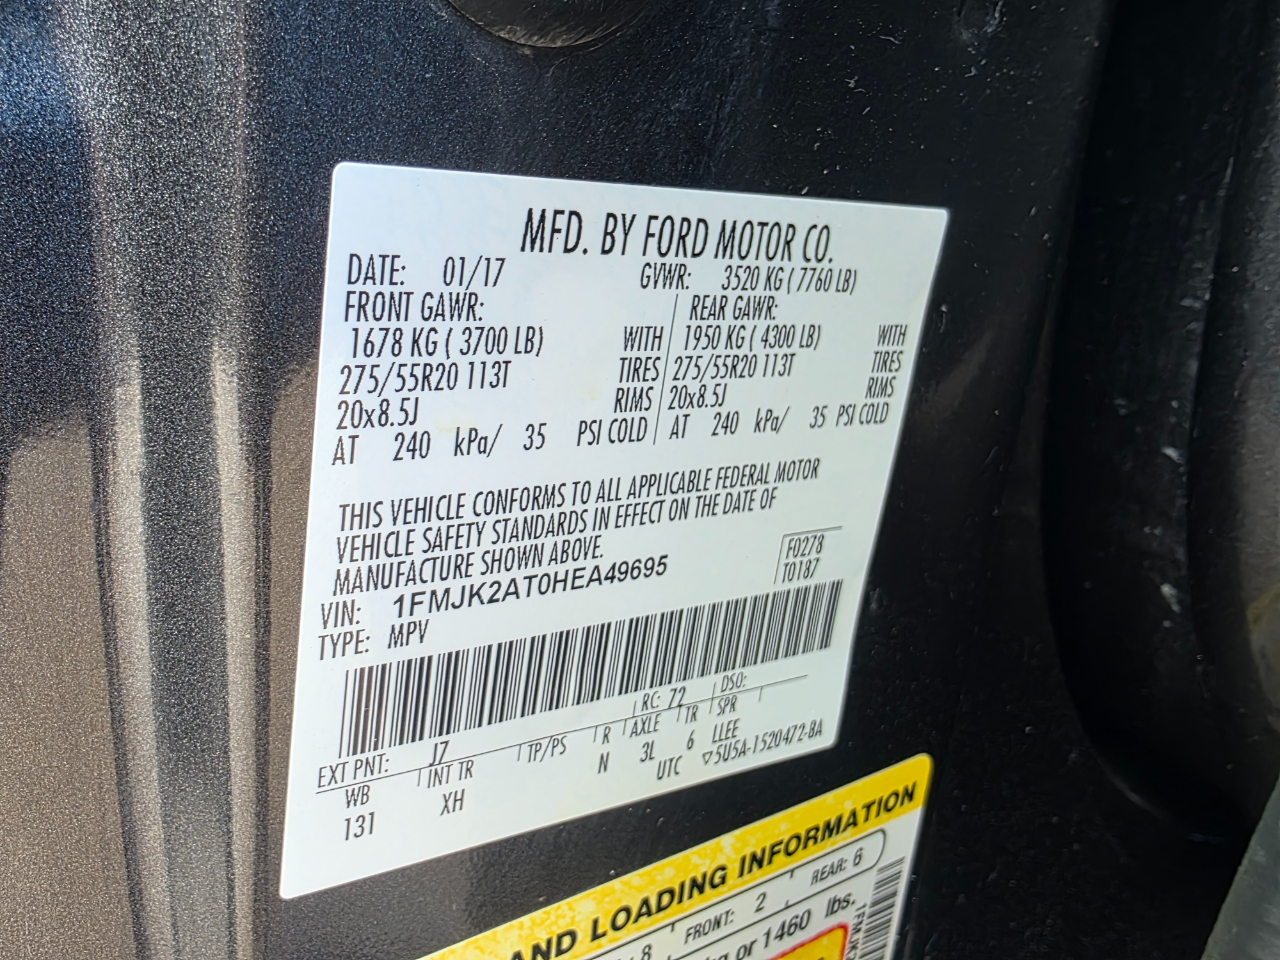 MFD. BY FORD MOTOR CO.
DATE: 01/17 GVWR: 3520 KG ( 7760 LB)
FRONT GAWR: REAR GAWR:
1678 KG ( 3700 LB) WITH 1950 KG ( 4300 LB) WITH
275/55R20 113T TIRES 275/55R20 113T TIRES
20x8.5J RIMS 20x8.5J RIMS
AT 240 kPa/ 35 PSI COLD AT 240 kPa/ 35 PSI COLD
THIS VEHICLE CONFORMS TO ALL APPLICABLE FEDERAL MOTOR
VEHICLE SAFETY STANDARDS IN EFFECT ON THE DATE OF
MANUFACTURE SHOWN ABOVE.
F0278
VIN: 1FMJK2AT0HEA49695
T0187
TYPE: MPV
EXT PNT: J7 RC: 72 DSO:
WB INT TR TP/PS R AXLE TR SPR
131 XH N 3L 6 LLEE
UTC ▽5U5A-1520472-BA
AND LOADING INFORMATION
8 FRONT: 2 REAR: 6
kg or 1460 lbs.